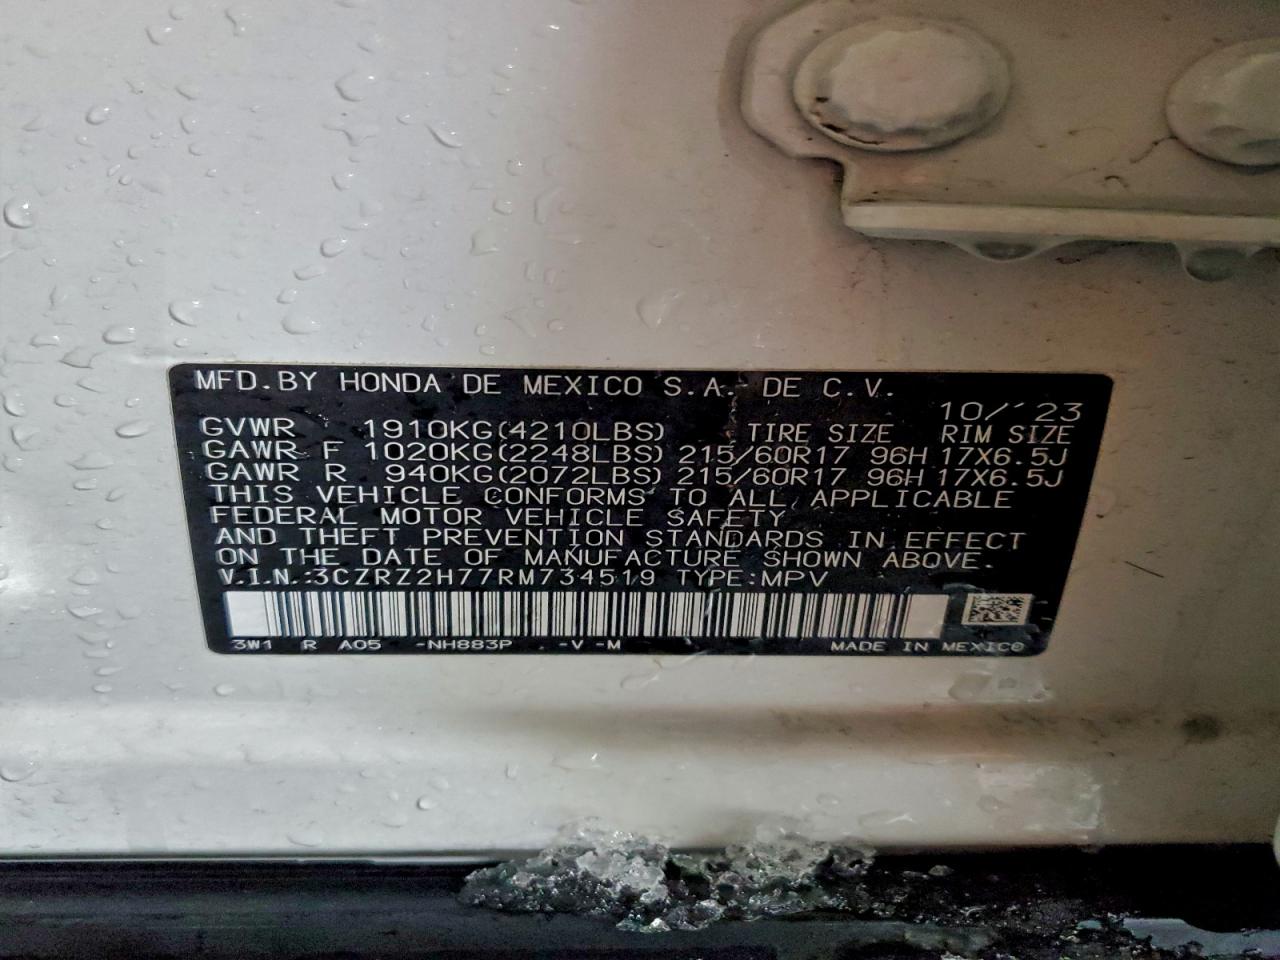 MFD.BY HONDA DE MEXICO S.A. DE C.V.
10/'23
GVWR 1910KG(4210LBS) TIRE SIZE RIM SIZE
GAWR F 1020KG(2248LBS) 215/60R17 96H 17X6.5J
GAWR R 940KG(2072LBS) 215/60R17 96H 17X6.5J
THIS VEHICLE CONFORMS TO ALL APPLICABLE
FEDERAL MOTOR VEHICLE SAFETY
AND THEFT PREVENTION STANDARDS IN EFFECT
ON THE DATE OF MANUFACTURE SHOWN ABOVE.
V.I.N.:3CZRZ2H77RM734519 TYPE:MPV
3W1 R A05 -NH883P -V -M MADE IN MEXICO